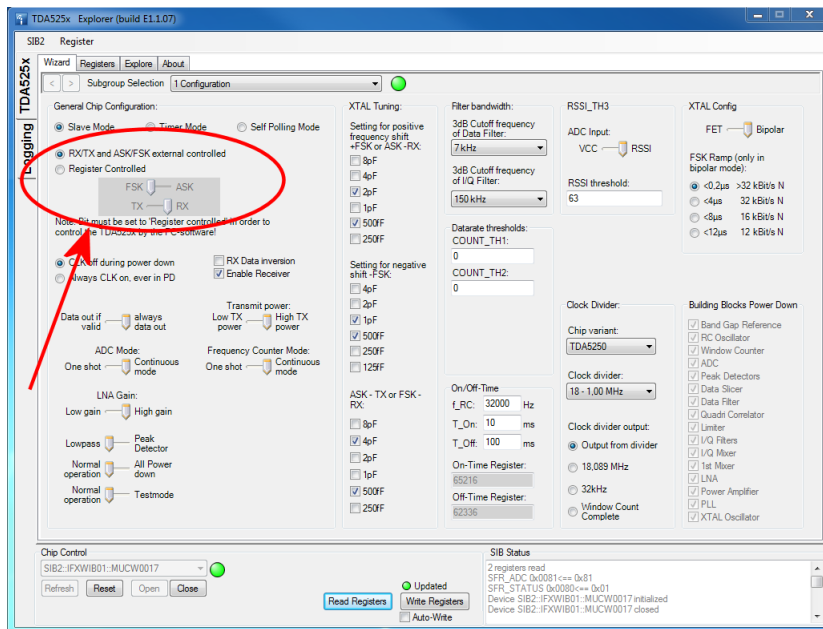 TDA525x Explorer (build E1.1.07)
SIB2 Register
TDA525x
Logging
Wizard Registers Explore About
< > Subgroup Selection 1 Configuration
General Chip Configuration:
Slave Mode Timer Mode Self Polling Mode
RX/TX and ASK/FSK external controlled
Register Controlled
FSK ASK
TX RX
Note: Bit must be set to 'Register controlled' in order to
control the TDA525x by the PC-software!
CLK off during power down
Always CLK on, ever in PD
RX Data inversion
Enable Receiver
Data out if valid always data out
Transmit power:
Low TX power High TX power
ADC Mode:
One shot Continuous mode
Frequency Counter Mode:
One shot Continuous mode
LNA Gain:
Low gain High gain
Lowpass Peak Detector
Normal operation All Power down
Normal operation Testmode
XTAL Tuning:
Setting for positive
frequency shift
+FSK or ASK -RX:
8pF
4pF
2pF
1pF
500fF
250fF
Setting for negative
shift -FSK:
4pF
2pF
1pF
500fF
250fF
125fF
ASK - TX or FSK -
RX:
8pF
4pF
2pF
1pF
500fF
250fF
Filter bandwidth:
3dB Cutoff frequency
of Data Filter:
7 kHz
3dB Cutoff frequency
of I/Q Filter:
150 kHz
Datarate thresholds:
COUNT_TH1:
0
COUNT_TH2:
0
On/Off-Time
f_RC: 32000 Hz
T_On: 10 ms
T_Off: 100 ms
On-Time Register:
65216
Off-Time Register:
62336
RSSI_TH3
ADC Input:
VCC RSSI
RSSI threshold:
63
Clock Divider:
Chip variant:
TDA5250
Clock divider:
18 - 1,00 MHz
Clock divider output:
Output from divider
18,089 MHz
32kHz
Window Count
Complete
XTAL Config
FET Bipolar
FSK Ramp (only in
bipolar mode):
<0,2µs >32 kBit/s N
<4µs 32 kBit/s N
<8µs 16 kBit/s N
<12µs 12 kBit/s N
Building Blocks Power Down
Band Gap Reference
RC Oscillator
Window Counter
ADC
Peak Detectors
Data Slicer
Data Filter
Quadri Correlator
Limiter
I/Q Filters
I/Q Mixer
1st Mixer
LNA
Power Amplifier
PLL
XTAL Oscillator
Chip Control
SIB2::IFXWIB01::MUCW0017
Refresh Reset Open Close
Read Registers
Updated
Write Registers
Auto-Write
SIB Status
2 registers read
SFR_ADC 0x0081<== 0x81
SFR_STATUS 0x0080<== 0x01
Device SIB2::IFXWIB01::MUCW0017 initialized
Device SIB2::IFXWIB01::MUCW0017 closed